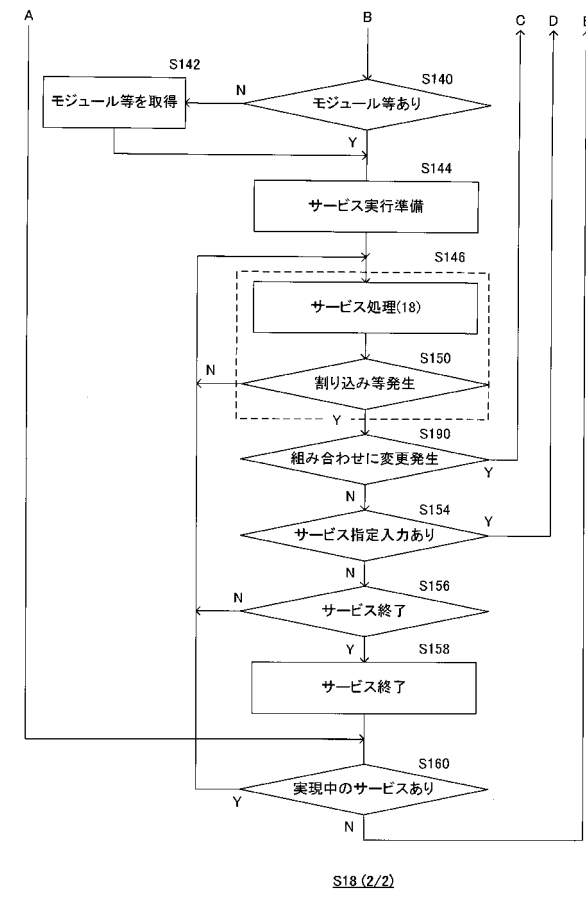 A
B
C
D
E
S142
モジュール等を取得
N
S140
モジュール等あり
Y
S144
サービス実行準備
S146
サービス処理(18)
S150
割り込み等発生
N
Y
S190
組み合わせに変更発生
Y
N
S154
サービス指定入力あり
Y
N
S156
サービス終了
N
Y
S158
サービス終了
S160
実現中のサービスあり
Y
N
S18 (2/2)